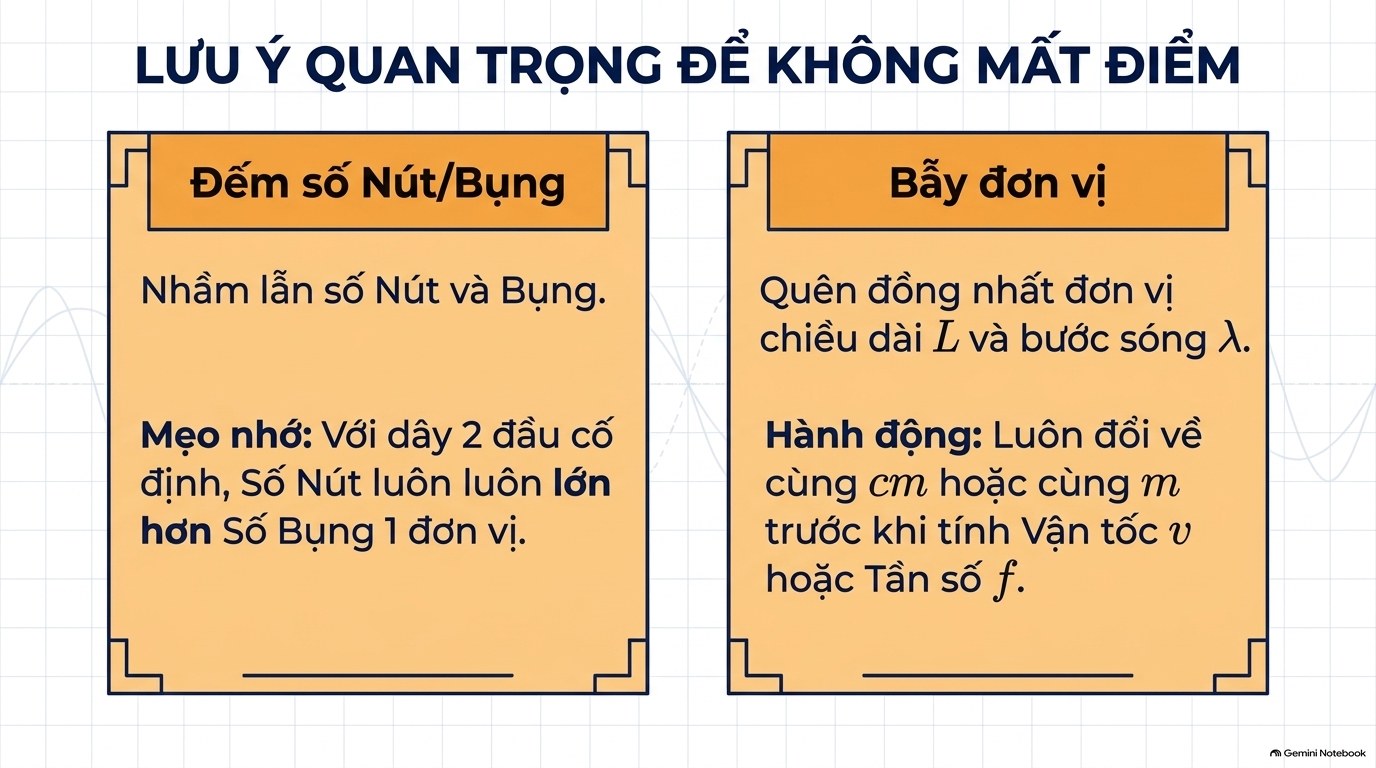 LƯU Ý QUAN TRỌNG ĐỂ KHÔNG MẤT ĐIỂM
Đếm số Nút/Bụng
Nhầm lẫn số Nút và Bụng.
Mẹo nhớ: Với dây 2 đầu cố
định, Số Nút luôn luôn lớn
hơn Số Bụng 1 đơn vị.
Bẫy đơn vị
Quên đồng nhất đơn vị
chiều dài L và bước sóng λ.
Hành động: Luôn đổi về
cùng cm hoặc cùng m
trước khi tính Vận tốc v
hoặc Tần số f.
Gemini Notebook